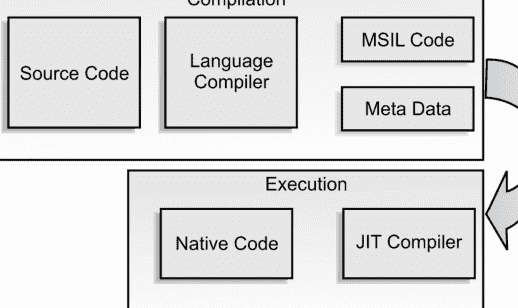 Compilation
Source Code
Language
Compiler
MSIL Code
Meta Data
Execution
Native Code
JIT Compiler